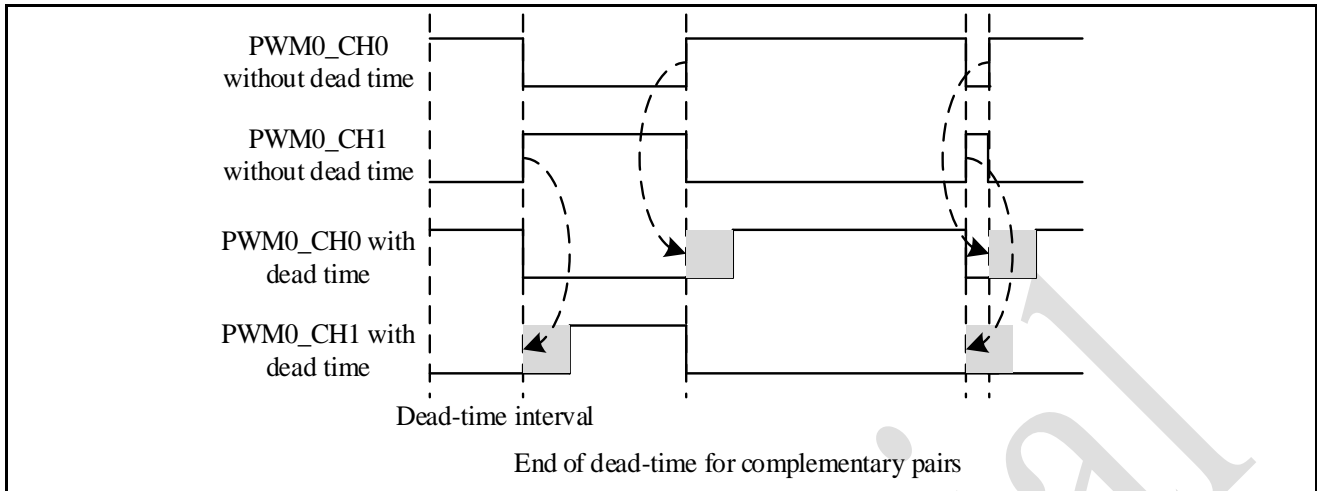 PWM0_CH0
without dead time
PWM0_CH1
without dead time
PWM0_CH0 with
dead time
PWM0_CH1 with
dead time
Dead-time interval
End of dead-time for complementary pairs